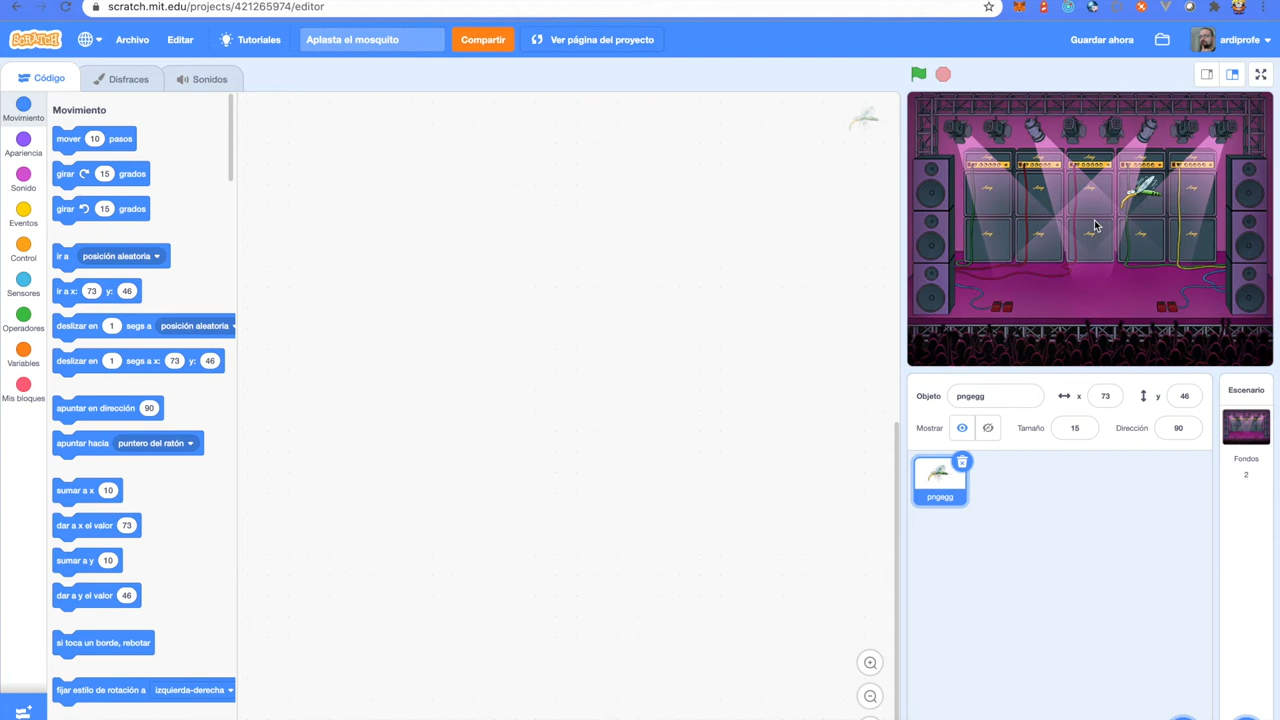 scratch.mit.edu/projects/421265974/editor
SCRATCH
Archivo
Editar
Tutoriales
Aplasta el mosquito
Compartir
Ver página del proyecto
Guardar ahora
ardiprofe
Código
Disfraces
Sonidos
Movimiento
Apariencia
Sonido
Eventos
Control
Sensores
Operadores
Variables
Mis bloques
Movimiento
mover 10 pasos
girar 15 grados
girar 15 grados
ir a posición aleatoria
ir a x: 73 y: 46
deslizar en 1 segs a posición aleatoria
deslizar en 1 segs a x: 73 y: 46
apuntar en dirección 90
apuntar hacia puntero del ratón
sumar a x 10
dar a x el valor 73
sumar a y 10
dar a y el valor 46
si toca un borde, rebotar
fijar estilo de rotación a izquierda-derecha
Objeto pngegg x 73 y 46
Mostrar Tamaño 15 Dirección 90
pngegg
Escenario
Fondos
2